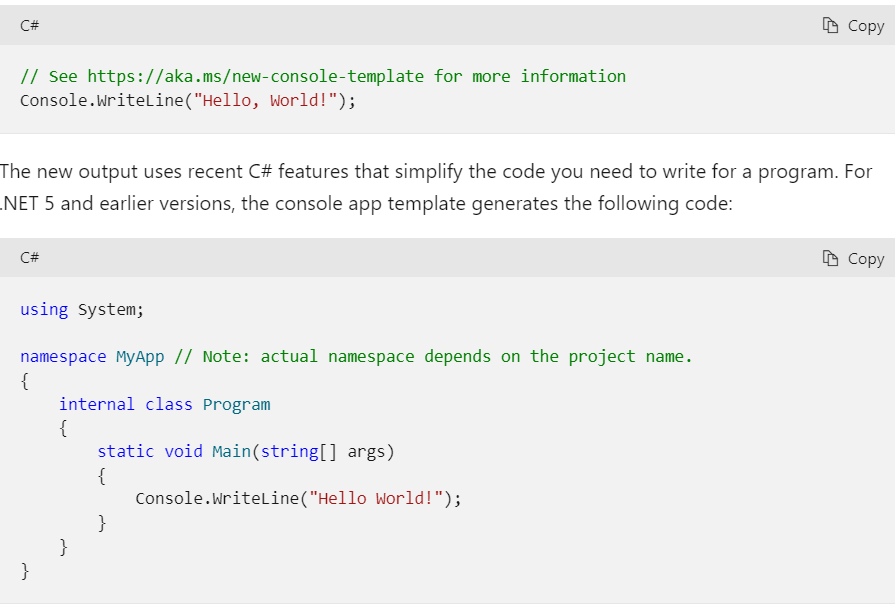 C#
Copy
// See https://aka.ms/new-console-template for more information
Console.WriteLine("Hello, World!");
The new output uses recent C# features that simplify the code you need to write for a program. For
.NET 5 and earlier versions, the console app template generates the following code:
C#
Copy
using System;
namespace MyApp // Note: actual namespace depends on the project name.
{
    internal class Program
    {
        static void Main(string[] args)
        {
            Console.WriteLine("Hello World!");
        }
    }
}